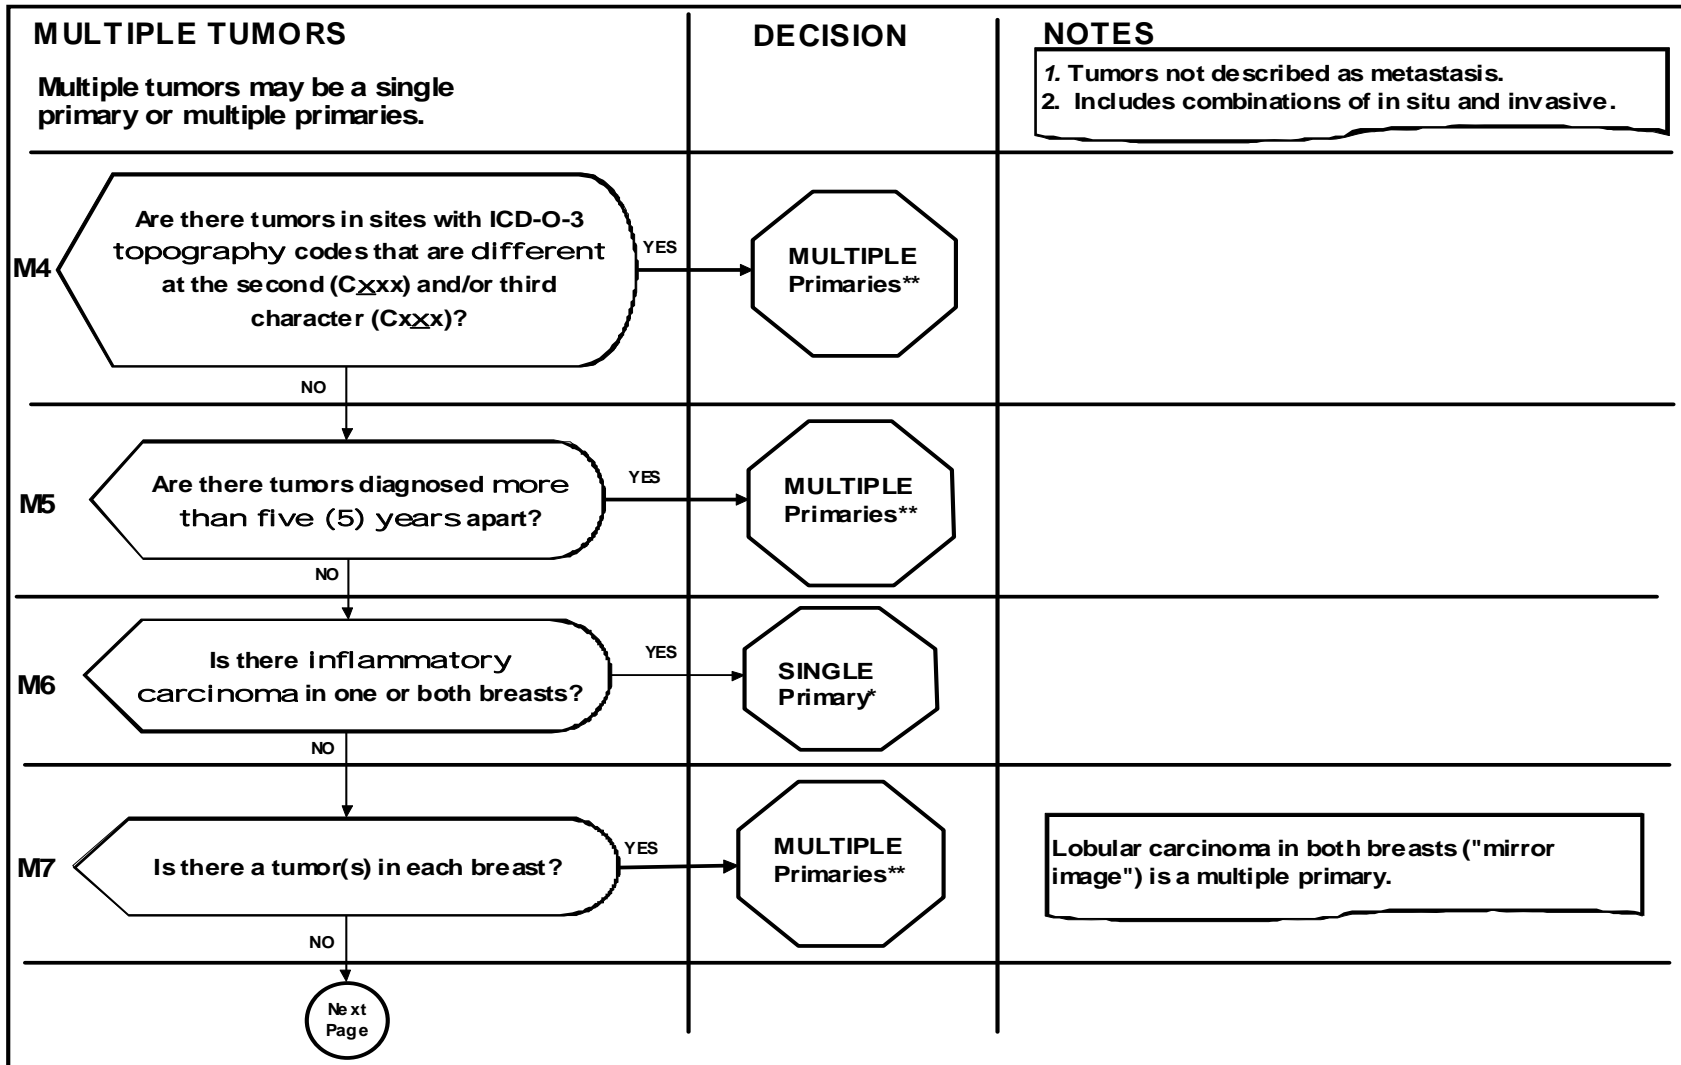 MULTIPLE TUMORS
DECISION
NOTES
Multiple tumors may be a single
primary or multiple primaries.
1. Tumors not described as metastasis.
2. Includes combinations of in situ and invasive.
M4
Are there tumors in sites with ICD-O-3
topography codes that are different
at the second (Cxxx) and/or third
character (Cxxx)?
YES
MULTIPLE
Primaries**
NO
M5
Are there tumors diagnosed more
than five (5) years apart?
YES
MULTIPLE
Primaries**
NO
M6
Is there inflammatory
carcinoma in one or both breasts?
YES
SINGLE
Primary*
NO
M7
Is there a tumor(s) in each breast?
YES
MULTIPLE
Primaries**
Lobular carcinoma in both breasts ("mirror
image") is a multiple primary.
NO
Next
Page